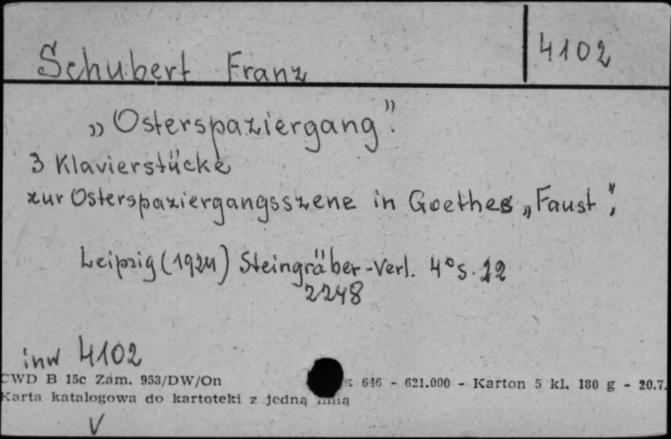 Schubert Franz
4102
„Osterspaziergang".
3 Klavierstücke
zur Osterspaziergangsszene in Goethes „Faust",
Leipzig (1924) Steingräber-Verl. 4° s. 12
2248
inw 4102
CWD B 15c Zam. 953/DW/On 646 - 621.000 - Karton 5 kl. 180 g - 20.7.
Karta katalogowa do kartoteki z jedną linią
V